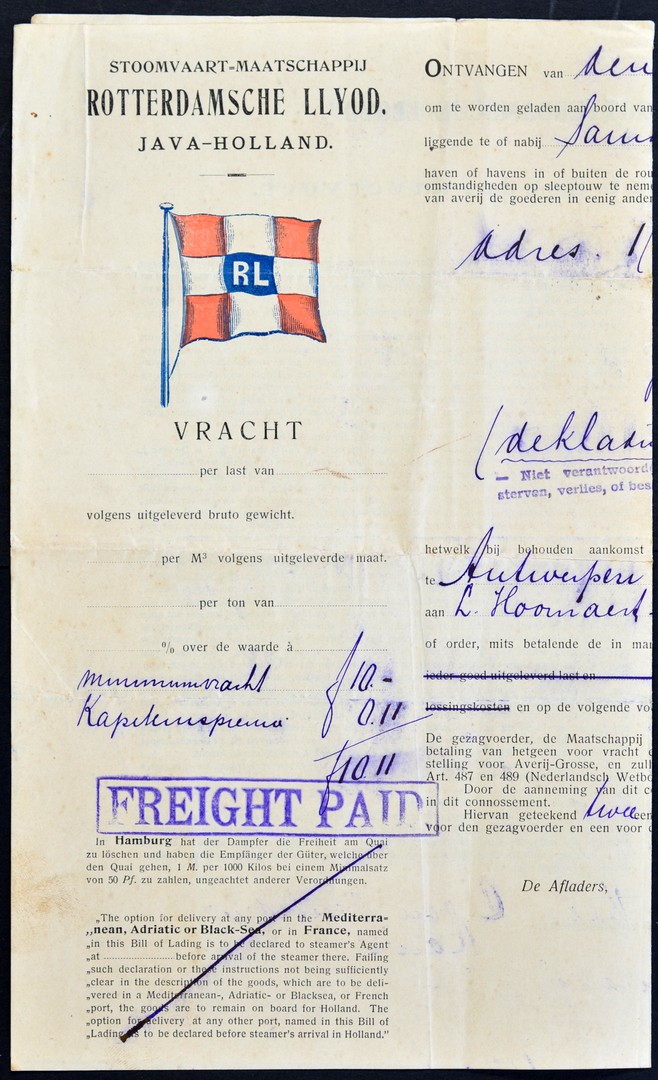 STOOMVAART-MAATSCHAPPIJ
ROTTERDAMSCHE LLYOD.
JAVA-HOLLAND.
RL
VRACHT
per last van
volgens uitgeleverd bruto gewicht.
per M³ volgens uitgeleverde maat.
per ton van
% over de waarde à
minimumvracht ƒ 10.-
Kapiteinspremie 0.11
ƒ 10.11
FREIGHT PAID
In Hamburg hat der Dampfer die Freiheit am Quai
zu löschen und haben die Empfänger der Güter, welche über
den Quai gehen, 1 M. per 1000 Kilos bei einem Minimalsatz
von 50 Pf. zu zahlen, ungeachtet anderer Verordnungen.
„The option for delivery at any port in the Mediterra-
„nean, Adriatic or Black-Sea, or in France, named
„in this Bill of Lading is to be declared to steamer's Agent
„at before arrival of the steamer there. Failing
„such declaration or those instructions not being sufficiently
„clear in the description of the goods, which are to be deli-
„vered in a Mediterranean-, Adriatic- or Blacksea, or French
„port, the goods are to remain on board for Holland. The
„option for delivery at any other port, named in this Bill of
„Lading is to be declared before steamer's arrival in Holland."
ONTVANGEN van den
om te worden geladen aan boord van
liggende te of nabij
haven of havens in of buiten de rou
omstandigheden op sleeptouw te neme
van averij de goederen in eenig ander
adres.
(deklad
— Niet verantwoorde
sterven, verlies, of bes
hetwelk bij behouden aankomst
te Antwerpen
aan L. Hoornaert
of order, mits betalende de in ma
ieder goed uitgeleverd last en
lossingskosten en op de volgende vo
De gezagvoerder, de Maatschappij
betaling van hetgeen voor vracht
stelling voor Averij-Grosse, en zull
Art. 487 en 489 (Nederlandsch Wetbo
Door de aanneming van dit c
in dit connossement.
Hiervan geteekend twee een
voor den gezagvoerder en een voor
De Afladers,